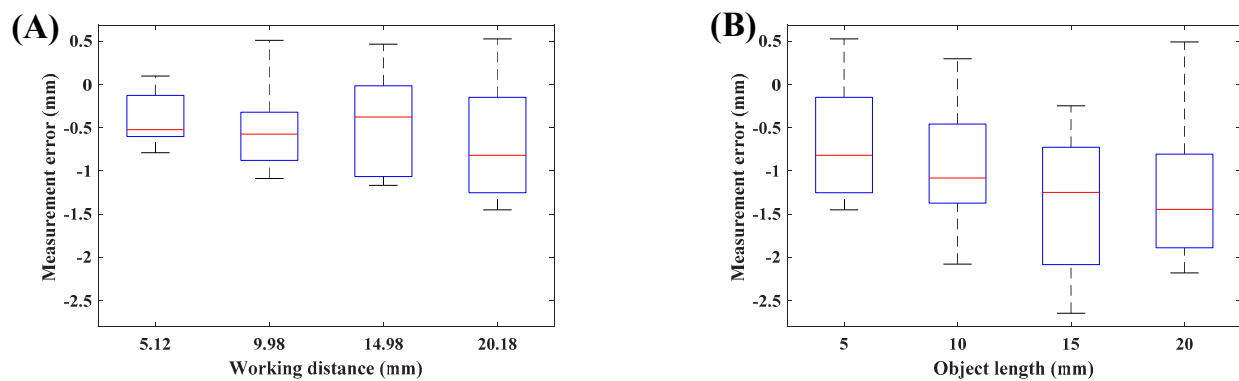 (A)
Measurement error (mm)
0.5
0
-0.5
-1
-1.5
-2
-2.5
5.12 9.98 14.98 20.18
Working distance (mm)
(B)
Measurement error (mm)
0.5
0
-0.5
-1
-1.5
-2
-2.5
5 10 15 20
Object length (mm)